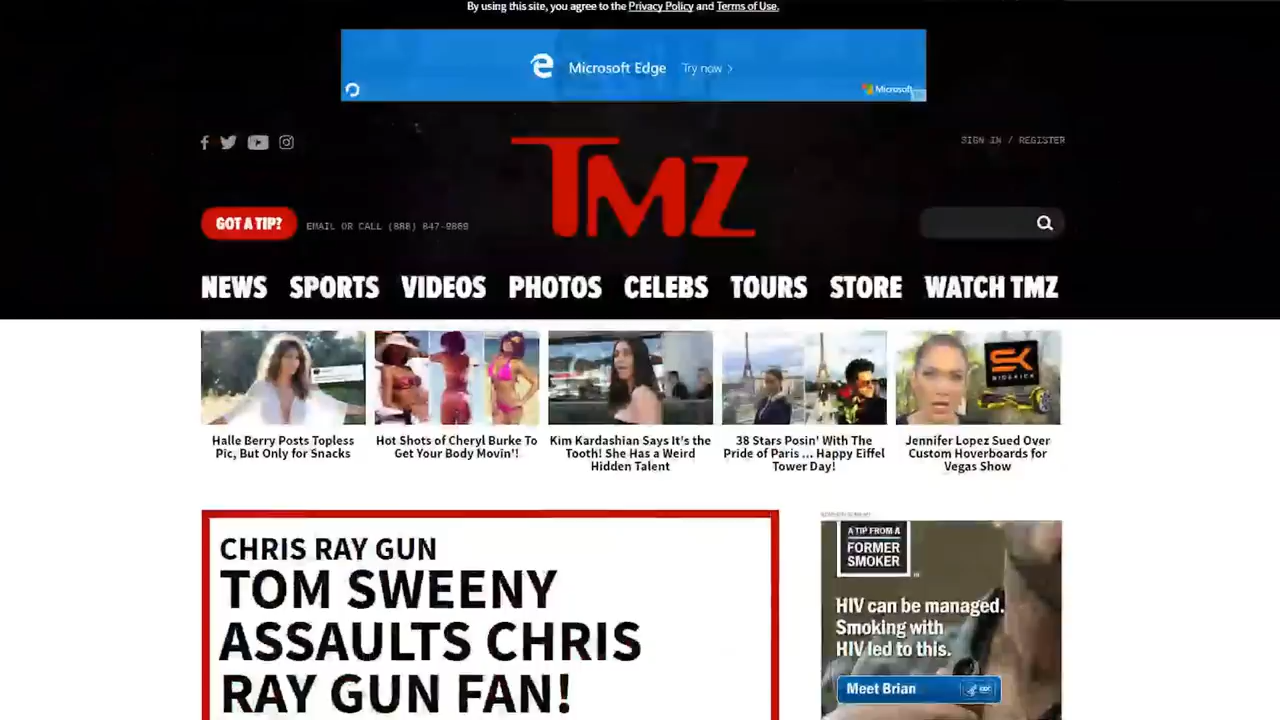 By using this site, you agree to the Privacy Policy and Terms of Use.
Microsoft Edge Try now >
Microsoft
SIGN IN / REGISTER
TMZ
GOT A TIP? EMAIL OR CALL (888) 847-9869
NEWS SPORTS VIDEOS PHOTOS CELEBS TOURS STORE WATCH TMZ
SK
SIDEKICK
Halle Berry Posts Topless
Pic, But Only for Snacks
Hot Shots of Cheryl Burke To
Get Your Body Movin'!
Kim Kardashian Says It's the
Tooth! She Has a Weird
Hidden Talent
38 Stars Posin' With The
Pride of Paris ... Happy Eiffel
Tower Day!
Jennifer Lopez Sued Over
Custom Hoverboards for
Vegas Show
CHRIS RAY GUN
TOM SWEENY
ASSAULTS CHRIS
RAY GUN FAN!
A TIP FROM A
FORMER
SMOKER
HIV can be managed.
Smoking with
HIV led to this.
Meet Brian
CDC